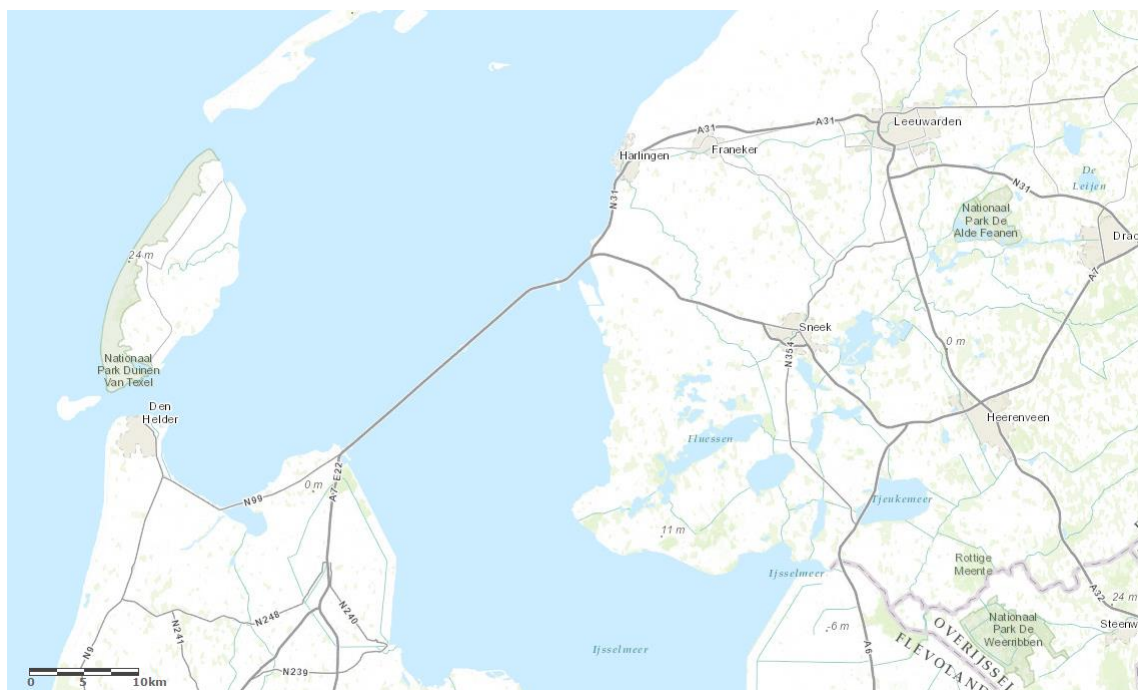 Leeuwarden
A31
A31
Harlingen
Franeker
De
Leijen
N31
N31
Nationaal
Park De
Alde Feanen
Drac
24 m
A-7
Sneek
N354
0 m
Nationaal
Park Duinen
Van Texel
Den
Helder
Heerenveen
Fluessen
A-7-E22
0 m
N99
Tjeukemeer
11 m
Rottige
Meente
Ijsselmeer
A32
24 m
N248
N240
N241
Nationaal
Park De
Weerribben
Steenw
-6 m
OVERIJSSEL
FLEVOLAND
A6
Ijsselmeer
N9
N239
0 5 10km